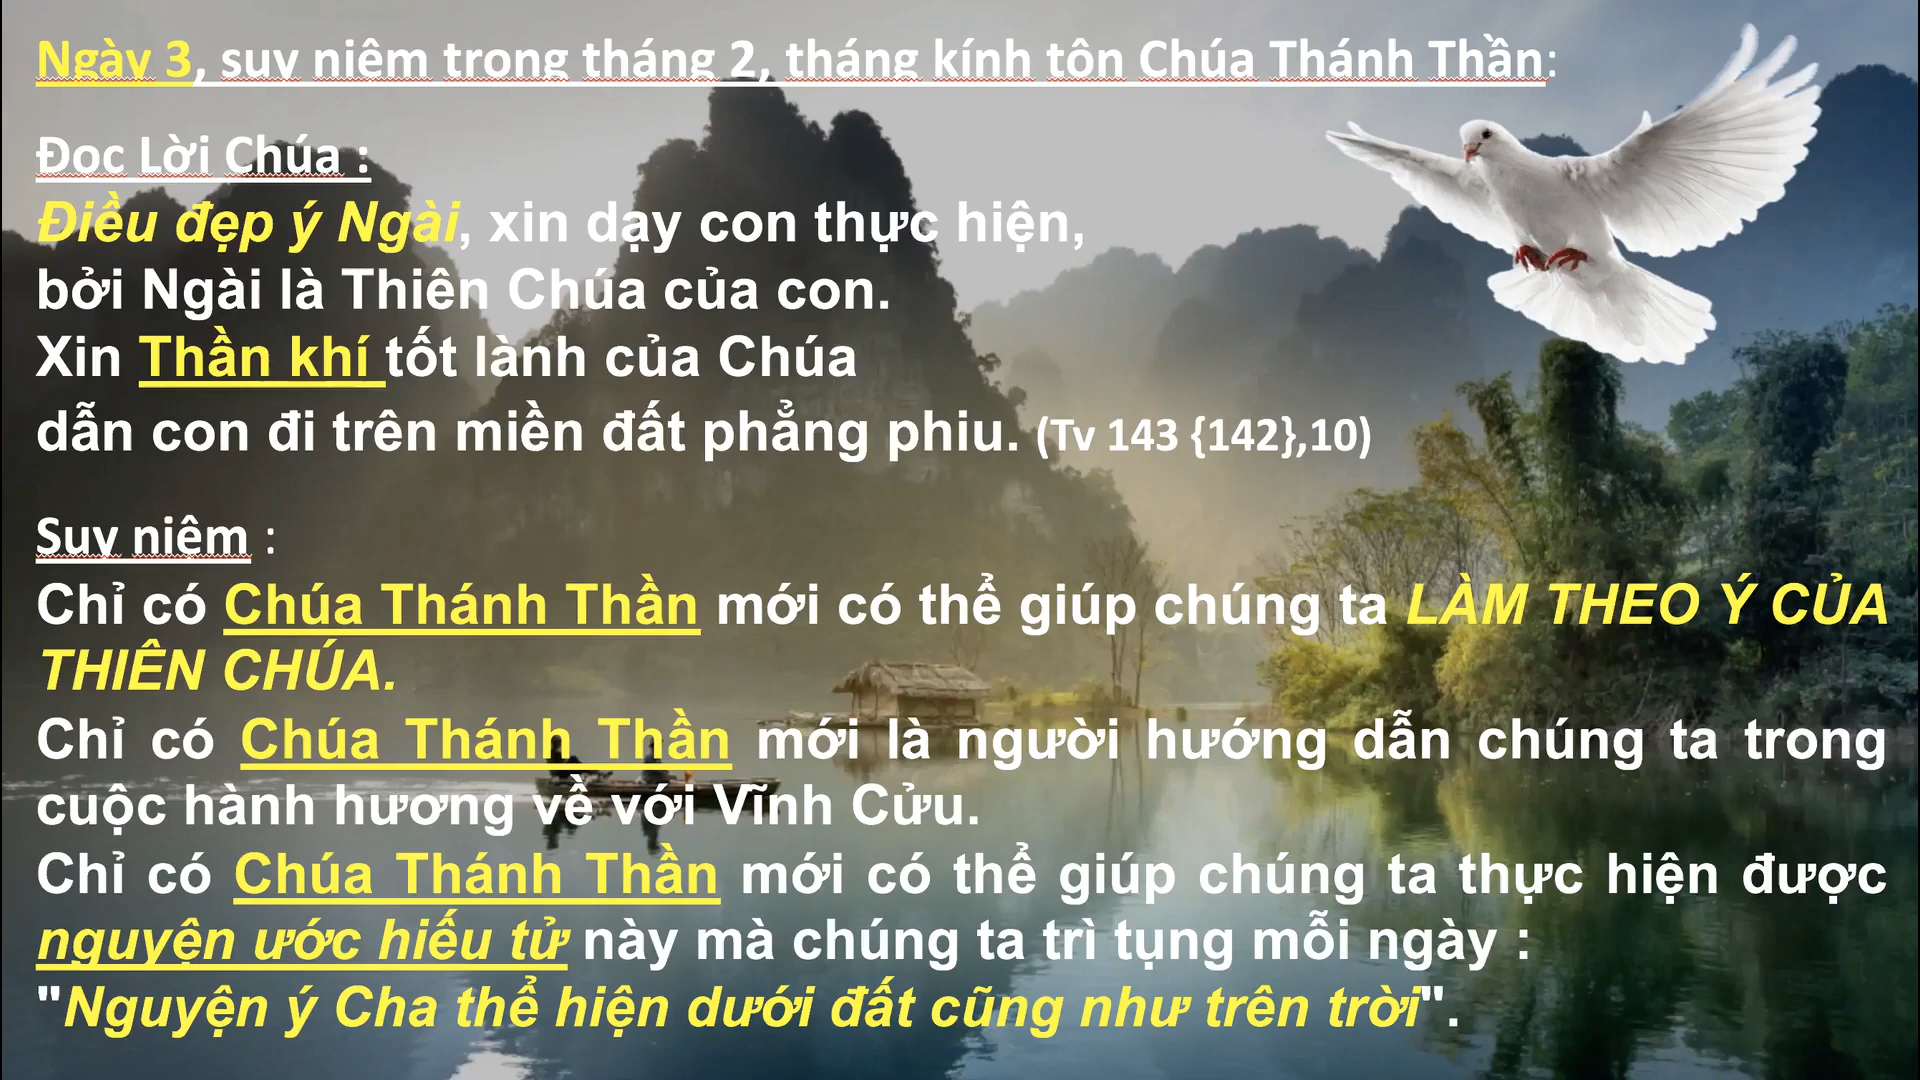 Ngày 3, suy niệm trong tháng 2, tháng kính tôn Chúa Thánh Thần:
Đọc Lời Chúa :
Điều đẹp ý Ngài, xin dạy con thực hiện,
bởi Ngài là Thiên Chúa của con.
Xin Thần khí tốt lành của Chúa
dẫn con đi trên miền đất phẳng phiu. (Tv 143 {142},10)
Suy niệm :
Chỉ có Chúa Thánh Thần mới có thể giúp chúng ta LÀM THEO Ý CỦA
THIÊN CHÚA.
Chỉ có Chúa Thánh Thần mới là người hướng dẫn chúng ta trong
cuộc hành hương về với Vĩnh Cửu.
Chỉ có Chúa Thánh Thần mới có thể giúp chúng ta thực hiện được
nguyện ước hiếu tử này mà chúng ta trì tụng mỗi ngày :
"Nguyện ý Cha thể hiện dưới đất cũng như trên trời".